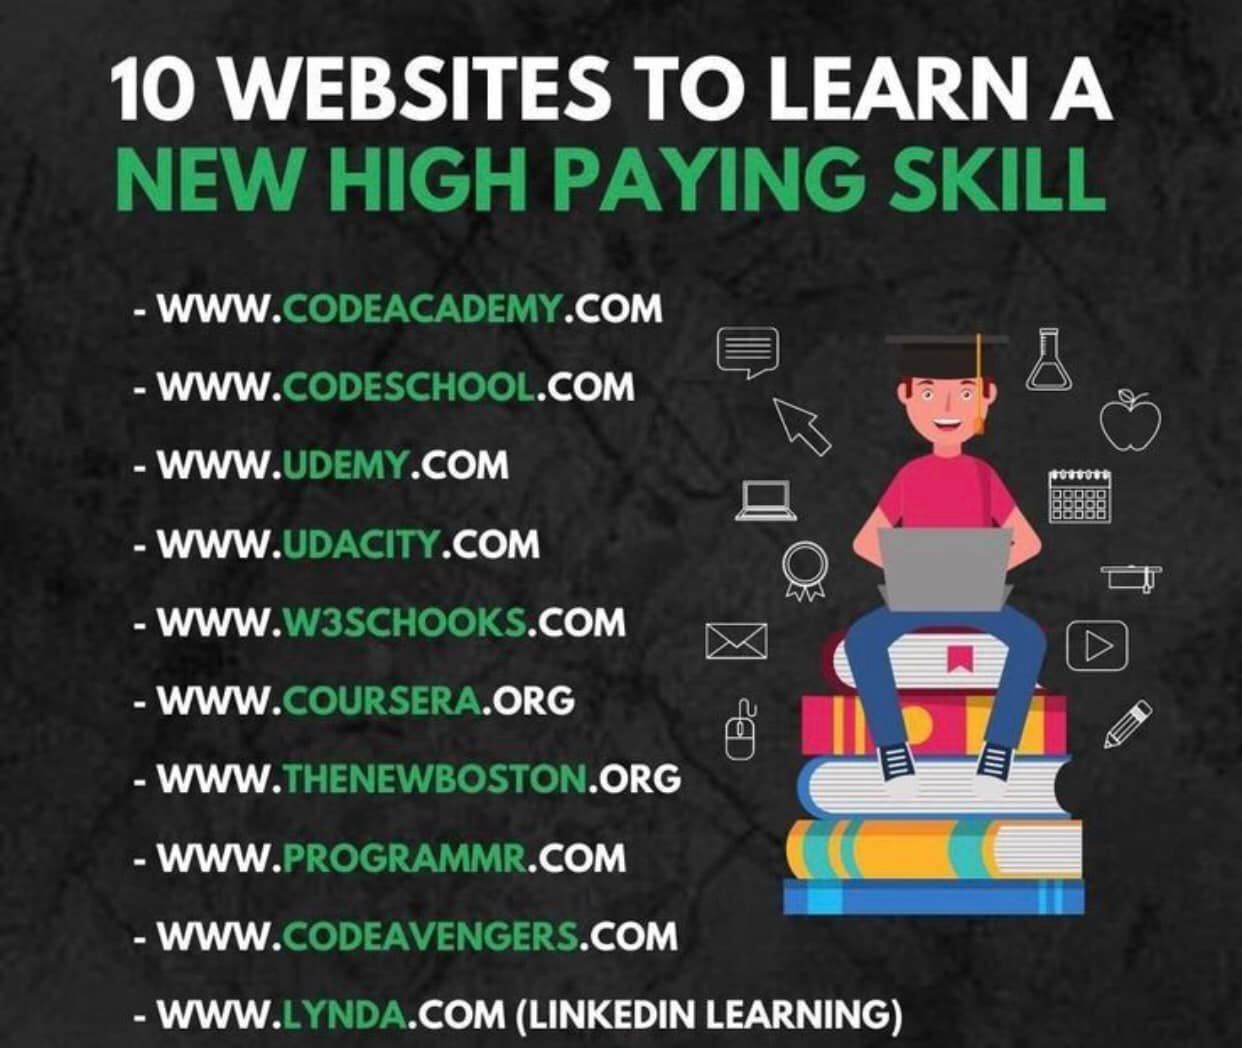 10 WEBSITES TO LEARN A
NEW HIGH PAYING SKILL
- WWW.CODEACADEMY.COM
- WWW.CODESCHOOL.COM
- WWW.UDEMY.COM
- WWW.UDACITY.COM
- WWW.W3SCHOOKS.COM
- WWW.COURSERA.ORG
- WWW.THENEWBOSTON.ORG
- WWW.PROGRAMMR.COM
- WWW.CODEAVENGERS.COM
- WWW.LYNDA.COM (LINKEDIN LEARNING)